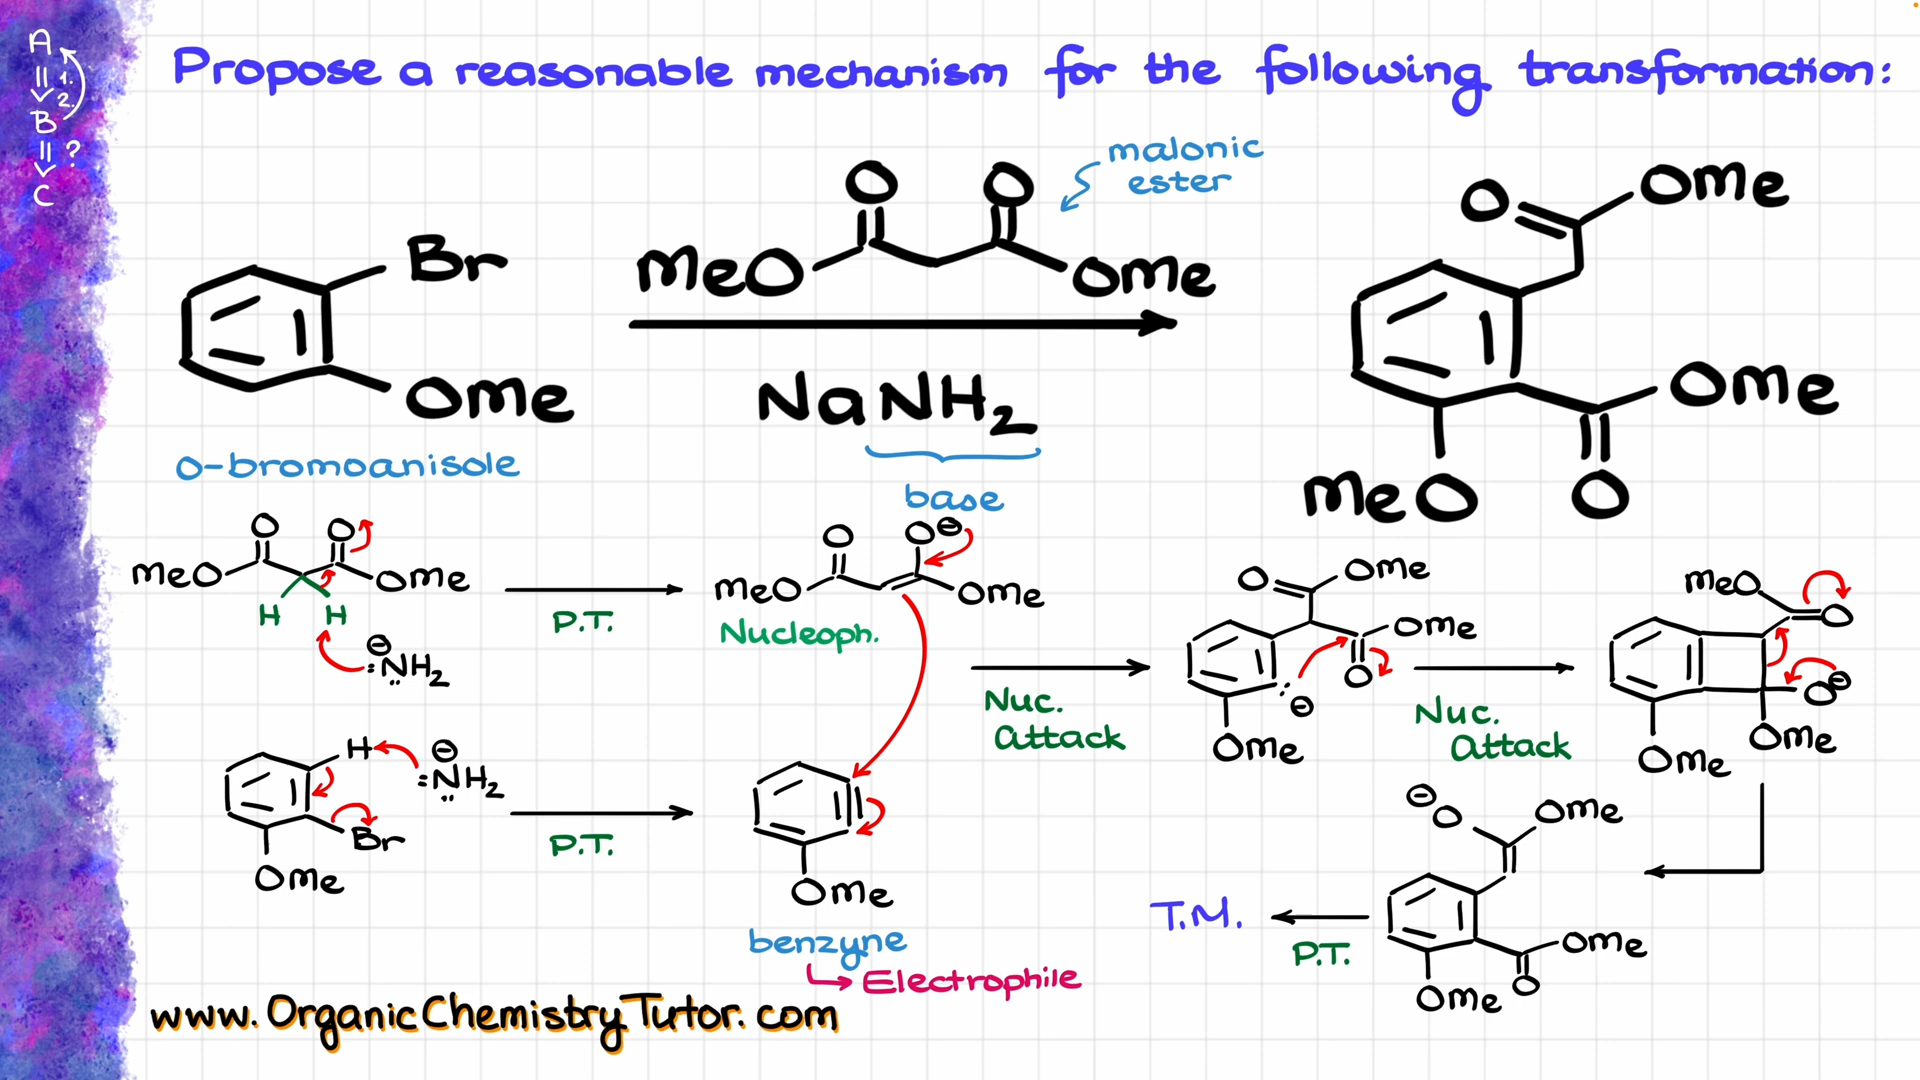 Propose a reasonable mechanism for the following transformation:
A
1.
2.
B
?
C
malonic
ester
O O
MeO OMe
Br
OMe
o-bromoanisole
NaNH2
base
O OMe
OMe
MeO O
O O
MeO OMe
H H
⊖
:NH2
P.T.
O O⊖
MeO OMe
Nucleoph.
H
⊖
:NH2
Br
OMe
P.T.
OMe
benzyne
Electrophile
Nuc.
attack
O OMe
OMe
O
⊖
OMe
Nuc.
attack
MeO O
O⊖
OMe
OMe
⊖
O OMe
OMe
O
OMe
P.T.
T.M.
www.OrganicChemistryTutor.com